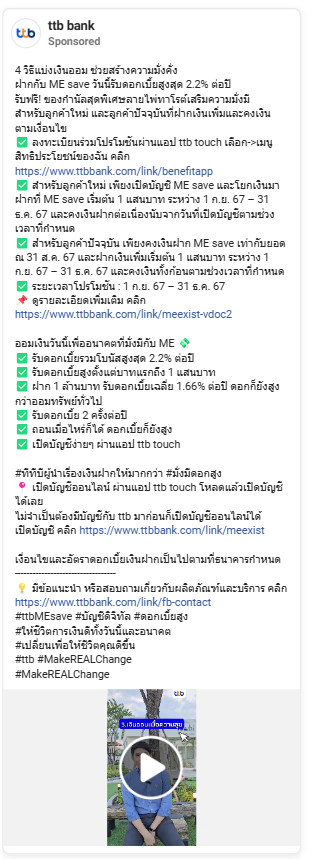 ttb
ttb bank
Sponsored
4 วิธีแบ่งเงินออม ช่วยสร้างความมั่งคั่ง
ฝากกับ ME save วันนี้รับดอกเบี้ยสูงสุด 2.2% ต่อปี
รับฟรี! ของกำนัลสุดพิเศษลายไพ่ทาโรต์เสริมความมั่งมี
สำหรับลูกค้าใหม่ และลูกค้าปัจจุบันที่ฝากเงินเพิ่มและคงเงิน
ตามเงื่อนไข
✅ ลงทะเบียนร่วมโปรโมชันผ่านแอป ttb touch เลือก->เมนู
สิทธิประโยชน์ของฉัน คลิก
https://www.ttbbank.com/link/benefitapp
✅ สำหรับลูกค้าใหม่ เพียงเปิดบัญชี ME save และโยกเงินมา
ฝากที่ ME save เริ่มต้น 1 แสนบาท ระหว่าง 1 ก.ย. 67 – 31
ธ.ค. 67 และคงเงินฝากต่อเนื่องนับจากวันที่เปิดบัญชีตามช่วง
เวลาที่กำหนด
✅ สำหรับลูกค้าปัจจุบัน เพียงคงเงินฝาก ME save เท่ากับยอด
ณ 31 ส.ค. 67 และฝากเงินเพิ่มเริ่มต้น 1 แสนบาท ระหว่าง 1
ก.ย. 67 – 31 ธ.ค. 67 และคงเงินทั้งก้อนตามช่วงเวลาที่กำหนด
✅ ระยะเวลาโปรโมชัน : 1 ก.ย. 67 – 31 ธ.ค. 67
📌 ดูรายละเอียดเพิ่มเติม คลิก
https://www.ttbbank.com/link/meexist-vdoc2
ออมเงินวันนี้เพื่ออนาคตที่มั่งมีกับ ME 💸
✅ รับดอกเบี้ยรวมโบนัสสูงสุด 2.2% ต่อปี
✅ รับดอกเบี้ยสูงตั้งแต่บาทแรกถึง 1 แสนบาท
✅ ฝาก 1 ล้านบาท รับดอกเบี้ยเฉลี่ย 1.66% ต่อปี ดอกก็ยังสูง
กว่าออมทรัพย์ทั่วไป
✅ รับดอกเบี้ย 2 ครั้งต่อปี
✅ ถอนเมื่อไหร่ก็ได้ ดอกเบี้ยก็ยังสูง
✅ เปิดบัญชีง่ายๆ ผ่านแอป ttb touch
#ทีทีบีผู้นำเรื่องเงินฝากให้มากกว่า #มั่งมีดอกสูง
📍 เปิดบัญชีออนไลน์ ผ่านแอป ttb touch โหลดแล้วเปิดบัญชี
ได้เลย
ไม่จำเป็นต้องมีบัญชีกับ ttb มาก่อนก็เปิดบัญชีออนไลน์ได้
เปิดบัญชี คลิก https://www.ttbbank.com/link/meexist
เงื่อนไขและอัตราดอกเบี้ยเงินฝากเป็นไปตามที่ธนาคารกำหนด
----------------------------------
💡 มีข้อแนะนำ หรือสอบถามเกี่ยวกับผลิตภัณฑ์และบริการ คลิก
https://www.ttbbank.com/link/fb-contact
#ttbMEsave #บัญชีดิจิทัล #ดอกเบี้ยสูง
#ให้ชีวิตการเงินดีทั้งวันนี้และอนาคต
#เปลี่ยนเพื่อให้ชีวิตคุณดีขึ้น
#ttb #MakeREALChange
#MakeREALChange
ttb
3.เงินออมเพื่อความสุข